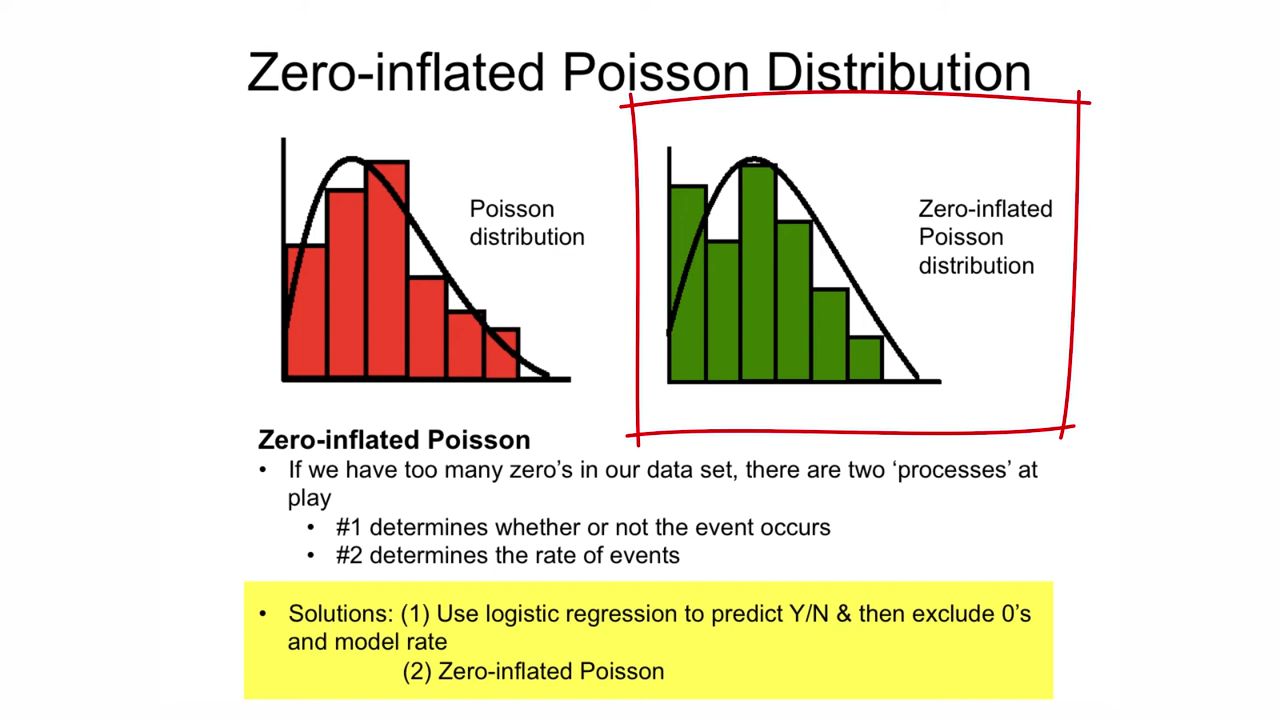 Zero-inflated Poisson Distribution
Poisson
distribution
Zero-inflated
Poisson
distribution
Zero-inflated Poisson
• If we have too many zero’s in our data set, there are two ‘processes’ at
play
• #1 determines whether or not the event occurs
• #2 determines the rate of events
• Solutions: (1) Use logistic regression to predict Y/N & then exclude 0’s
and model rate
(2) Zero-inflated Poisson